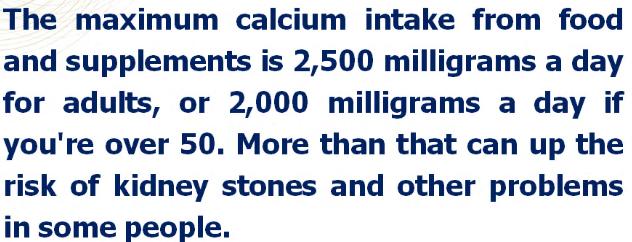 The maximum calcium intake from food
and supplements is 2,500 milligrams a day
for adults, or 2,000 milligrams a day if
you're over 50. More than that can up the
risk of kidney stones and other problems
in some people.